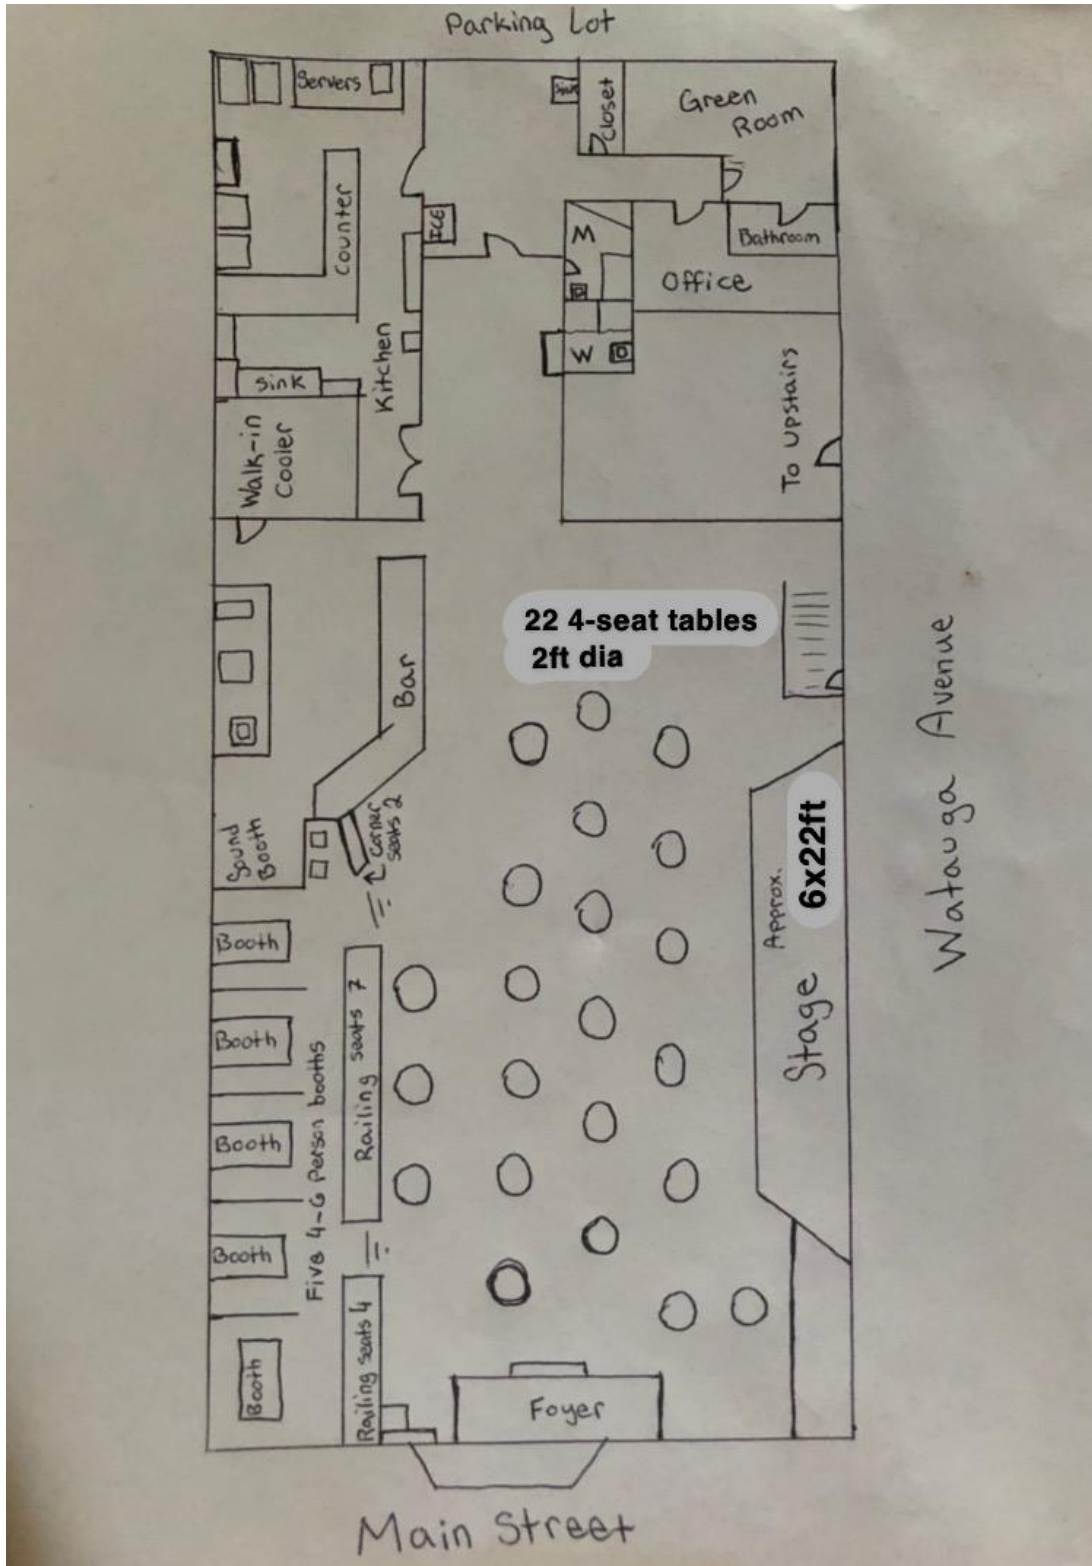 Parking Lot
Servers
Sink
Closet
Green
Room
Counter
ICE
M
Bathroom
Office
Kitchen
W
Sink
Walk-in
Cooler
To Upstairs
22 4-seat tables
2ft dia
Bar
Watauga Avenue
Sound
Booth
Corner
seats 2
Approx.
6x22ft
Stage
Booth
Booth
Booth
Booth
Booth
Five 4-6 Person booths
Railing seats 7
Railing seats 4
Foyer
Main Street